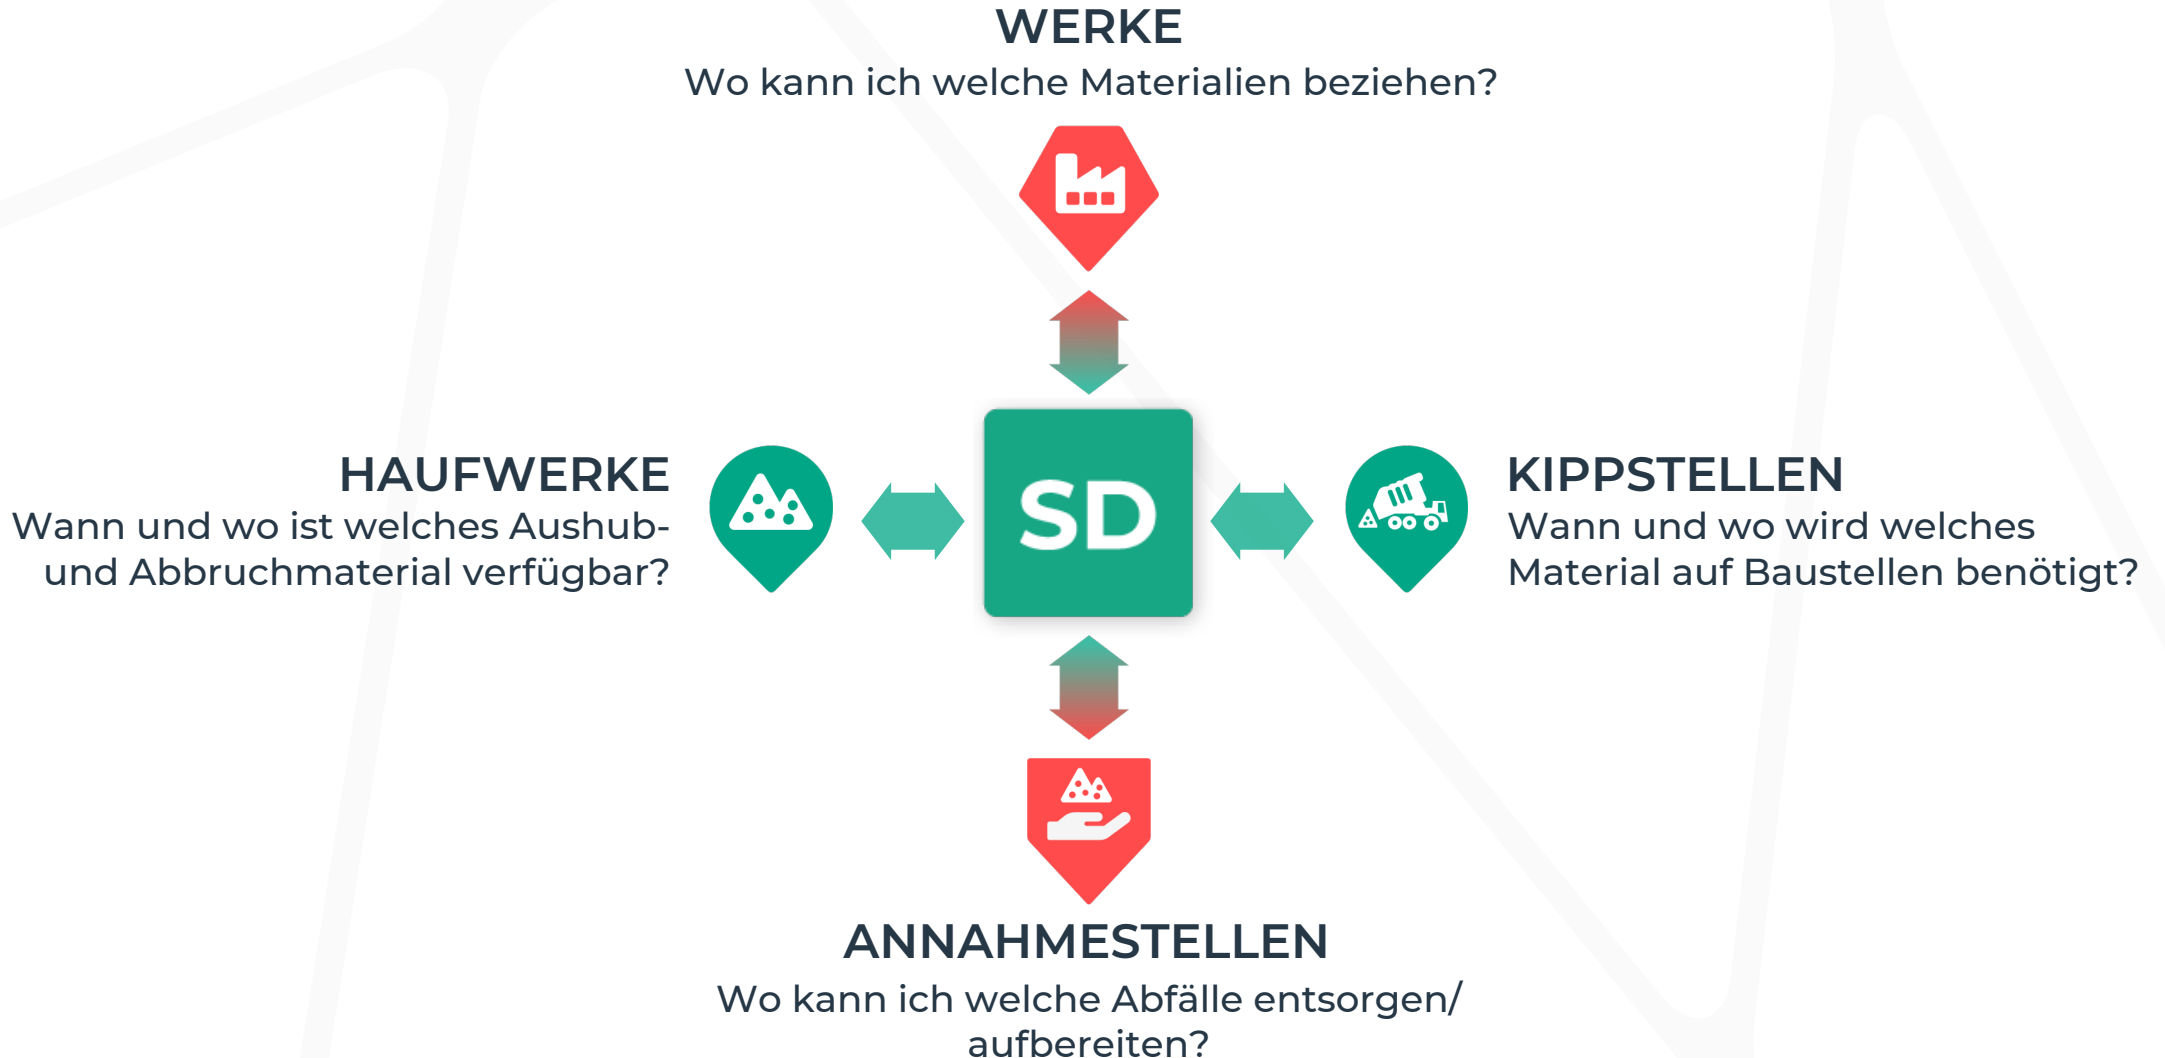 WERKE
Wo kann ich welche Materialien beziehen?
HAUFWERKE
Wann und wo ist welches Aushub-
und Abbruchmaterial verfügbar?
SD
KIPPSTELLEN
Wann und wo wird welches
Material auf Baustellen benötigt?
ANNAHMESTELLEN
Wo kann ich welche Abfälle entsorgen/
aufbereiten?